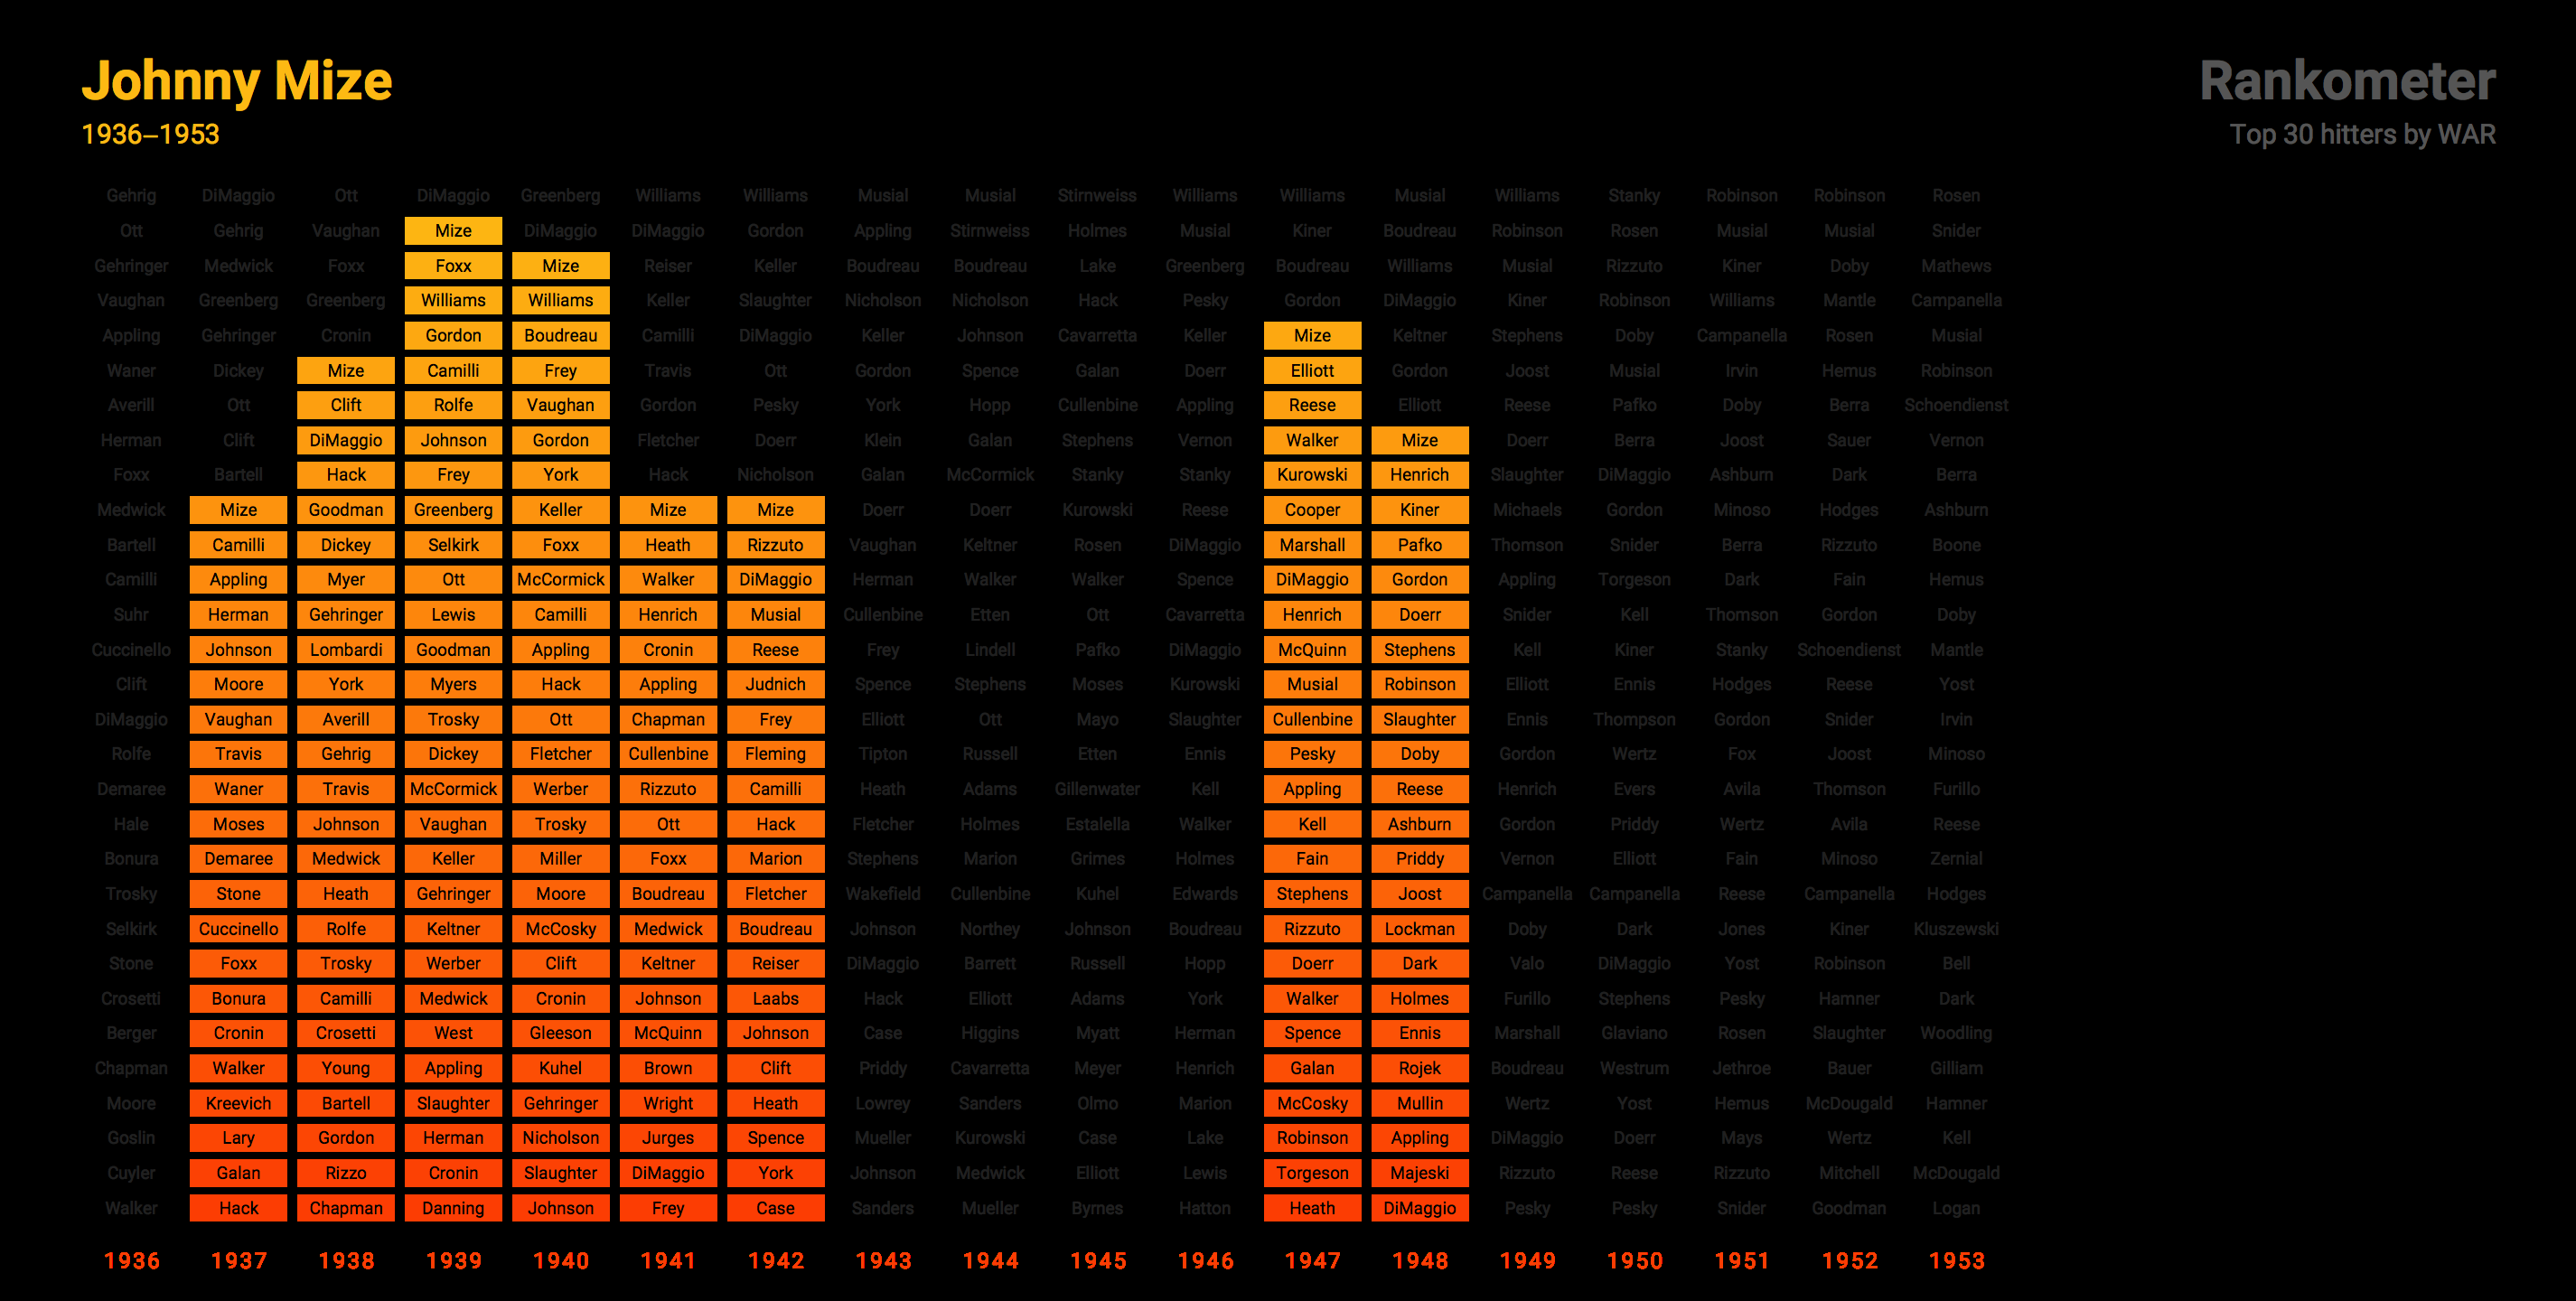 Johnny Mize
1936–1953
Rankometer
Top 30 hitters by WAR
Gehrig DiMaggio Ott DiMaggio Greenberg Williams Williams Musial Musial Stirnweiss Williams Williams Musial Williams Stanky Robinson Robinson Rosen
Ott Gehrig Vaughan Mize DiMaggio DiMaggio Gordon Appling Stirnweiss Holmes Musial Kiner Boudreau Robinson Rosen Musial Musial Snider
Gehringer Medwick Foxx Foxx Mize Reiser Keller Boudreau Boudreau Lake Greenberg Boudreau Williams Musial Rizzuto Kiner Doby Mathews
Vaughan Greenberg Greenberg Williams Williams Keller Slaughter Nicholson Nicholson Hack Pesky Gordon DiMaggio Kiner Robinson Williams Mantle Campanella
Appling Gehringer Cronin Gordon Boudreau Camilli DiMaggio Keller Johnson Cavarretta Keller Mize Keltner Stephens Doby Campanella Rosen Musial
Waner Dickey Mize Camilli Frey Travis Ott Gordon Spence Galan Doerr Elliott Gordon Joost Musial Irvin Hemus Robinson
Averill Ott Clift Rolfe Vaughan Gordon Pesky York Hopp Cullenbine Appling Reese Elliott Reese Pafko Doby Berra Schoendienst
Herman Clift DiMaggio Johnson Gordon Fletcher Doerr Klein Galan Stephens Vernon Walker Mize Doerr Berra Joost Sauer Vernon
Foxx Bartell Hack Frey York Hack Nicholson Galan McCormick Stanky Stanky Kurowski Henrich Slaughter DiMaggio Ashburn Dark Berra
Medwick Mize Goodman Greenberg Keller Mize Mize Doerr Doerr Kurowski Reese Cooper Kiner Michaels Gordon Minoso Hodges Ashburn
Bartell Camilli Dickey Selkirk Foxx Heath Rizzuto Vaughan Keltner Rosen DiMaggio Marshall Pafko Thomson Snider Berra Rizzuto Boone
Camilli Appling Myer Ott McCormick Walker DiMaggio Herman Walker Walker Spence DiMaggio Gordon Appling Torgeson Dark Fain Hemus
Suhr Herman Gehringer Lewis Camilli Henrich Musial Cullenbine Etten Ott Cavarretta Henrich Doerr Snider Kell Thomson Gordon Doby
Cuccinello Johnson Lombardi Goodman Appling Cronin Reese Frey Lindell Pafko DiMaggio McQuinn Stephens Kell Kiner Stanky Schoendienst Mantle
Clift Moore York Myers Hack Appling Judnich Spence Stephens Moses Kurowski Musial Robinson Elliott Ennis Hodges Reese Yost
DiMaggio Vaughan Averill Trosky Ott Chapman Frey Elliott Ott Mayo Slaughter Cullenbine Slaughter Ennis Thompson Gordon Snider Irvin
Rolfe Travis Gehrig Dickey Fletcher Cullenbine Fleming Tipton Russell Etten Ennis Pesky Doby Gordon Wertz Fox Joost Minoso
Demaree Waner Travis McCormick Werber Rizzuto Camilli Heath Adams Gillenwater Kell Appling Reese Henrich Evers Avila Thomson Furillo
Hale Moses Johnson Vaughan Trosky Ott Hack Fletcher Holmes Estalella Walker Kell Ashburn Gordon Priddy Wertz Avila Reese
Bonura Demaree Medwick Keller Miller Foxx Marion Stephens Marion Grimes Holmes Fain Priddy Vernon Elliott Fain Minoso Zernial
Trosky Stone Heath Gehringer Moore Boudreau Fletcher Wakefield Cullenbine Kuhel Edwards Stephens Joost Campanella Campanella Reese Campanella Hodges
Selkirk Cuccinello Rolfe Keltner McCosky Medwick Boudreau Johnson Northey Johnson Boudreau Rizzuto Lockman Doby Dark Jones Kiner Kluszewski
Stone Foxx Trosky Werber Clift Keltner Reiser DiMaggio Barrett Russell Hopp Doerr Dark Valo DiMaggio Yost Robinson Bell
Crosetti Bonura Camilli Medwick Cronin Johnson Laabs Hack Elliott Adams York Walker Holmes Furillo Stephens Pesky Hamner Dark
Berger Cronin Crosetti West Gleeson McQuinn Johnson Case Higgins Myatt Herman Spence Ennis Marshall Glaviano Rosen Slaughter Woodling
Chapman Walker Young Appling Kuhel Brown Clift Priddy Cavarretta Meyer Henrich Galan Rojek Boudreau Westrum Jethroe Bauer Gilliam
Moore Kreevich Bartell Slaughter Gehringer Wright Heath Lowrey Sanders Olmo Marion McCosky Mullin Wertz Yost Hemus McDougald Hamner
Goslin Lary Gordon Herman Nicholson Jurges Spence Mueller Kurowski Case Lake Robinson Appling DiMaggio Doerr Mays Wertz Kell
Cuyler Galan Rizzo Cronin Slaughter DiMaggio York Johnson Medwick Elliott Lewis Torgeson Majeski Rizzuto Reese Rizzuto Mitchell McDougald
Walker Hack Chapman Danning Johnson Frey Case Sanders Mueller Byrnes Hatton Heath DiMaggio Pesky Pesky Snider Goodman Logan
1936 1937 1938 1939 1940 1941 1942 1943 1944 1945 1946 1947 1948 1949 1950 1951 1952 1953